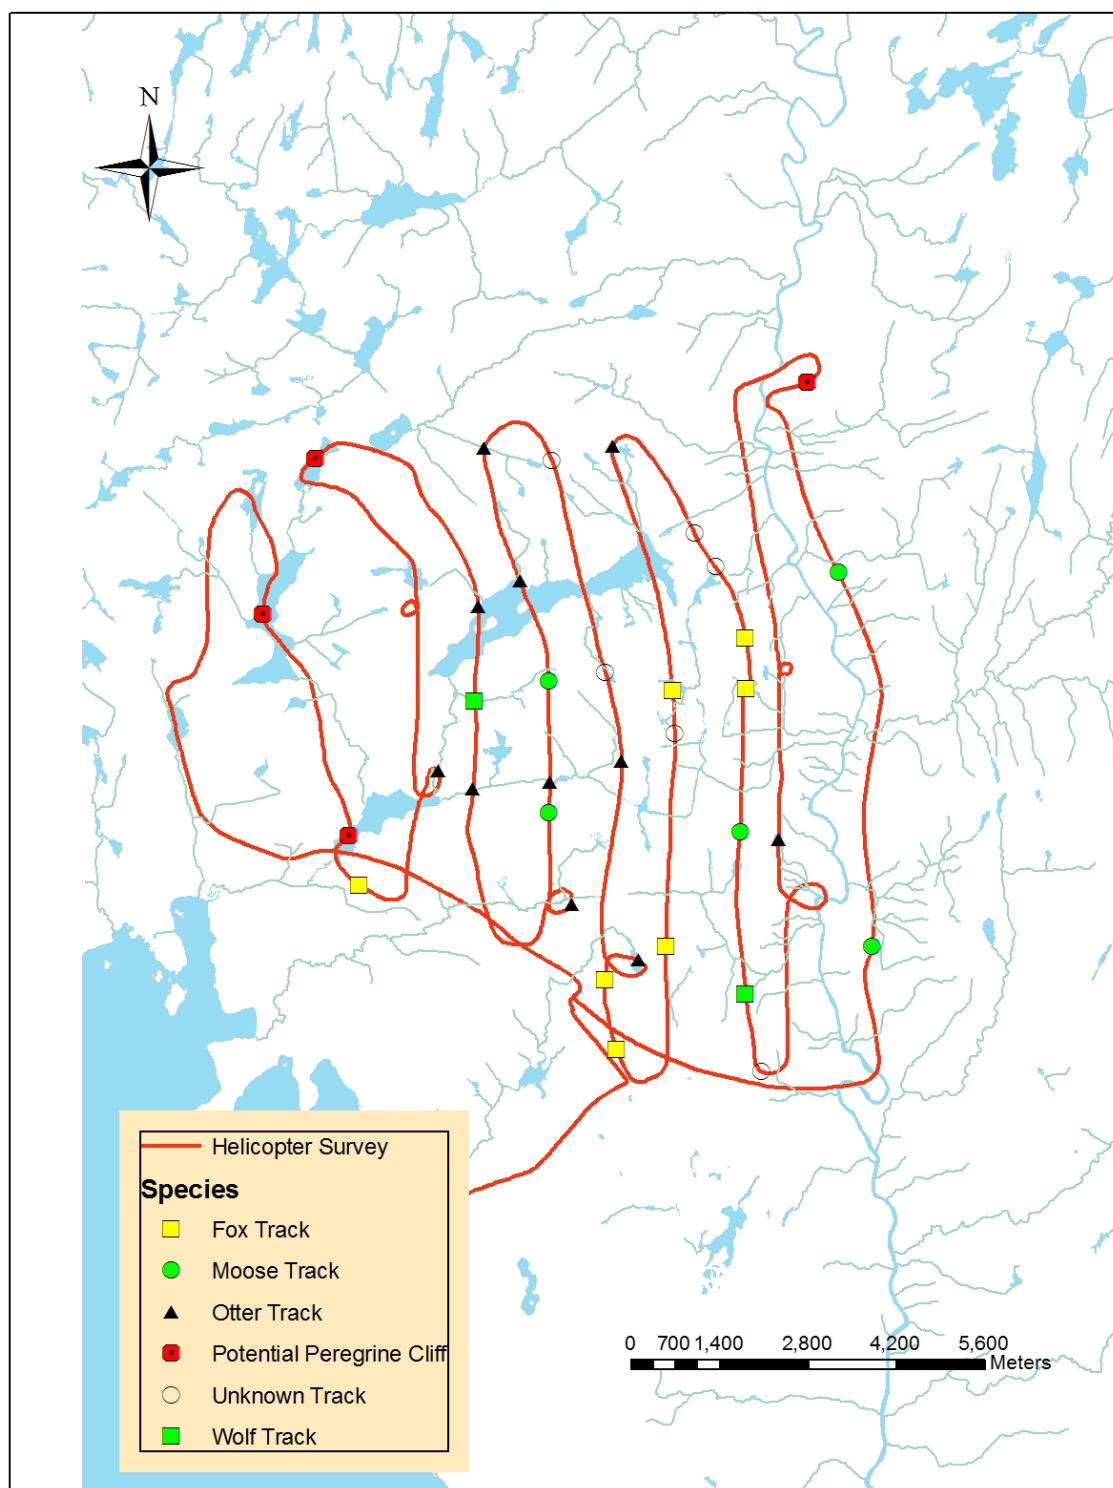 N
Helicopter Survey
Species
Fox Track
Moose Track
Otter Track
Potential Peregrine Cliff
Unknown Track
Wolf Track
0 700 1,400 2,800 4,200 5,600
Meters